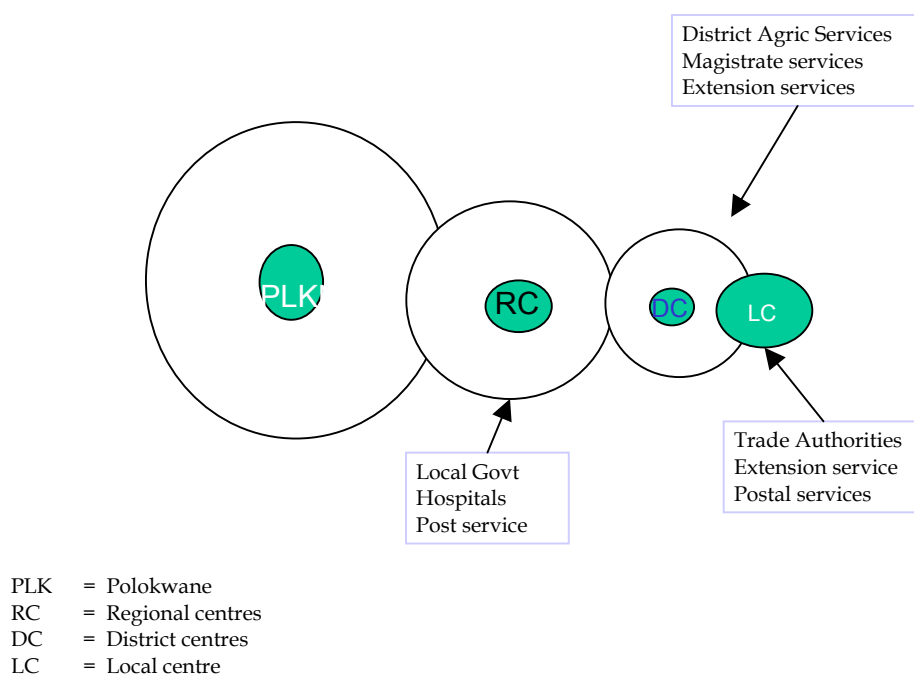 District Agric Services
Magistrate services
Extension services
PLK
RC
DC
LC
Trade Authorities
Extension service
Postal services
Local Govt
Hospitals
Post service
PLK = Polokwane
RC = Regional centres
DC = District centres
LC = Local centre